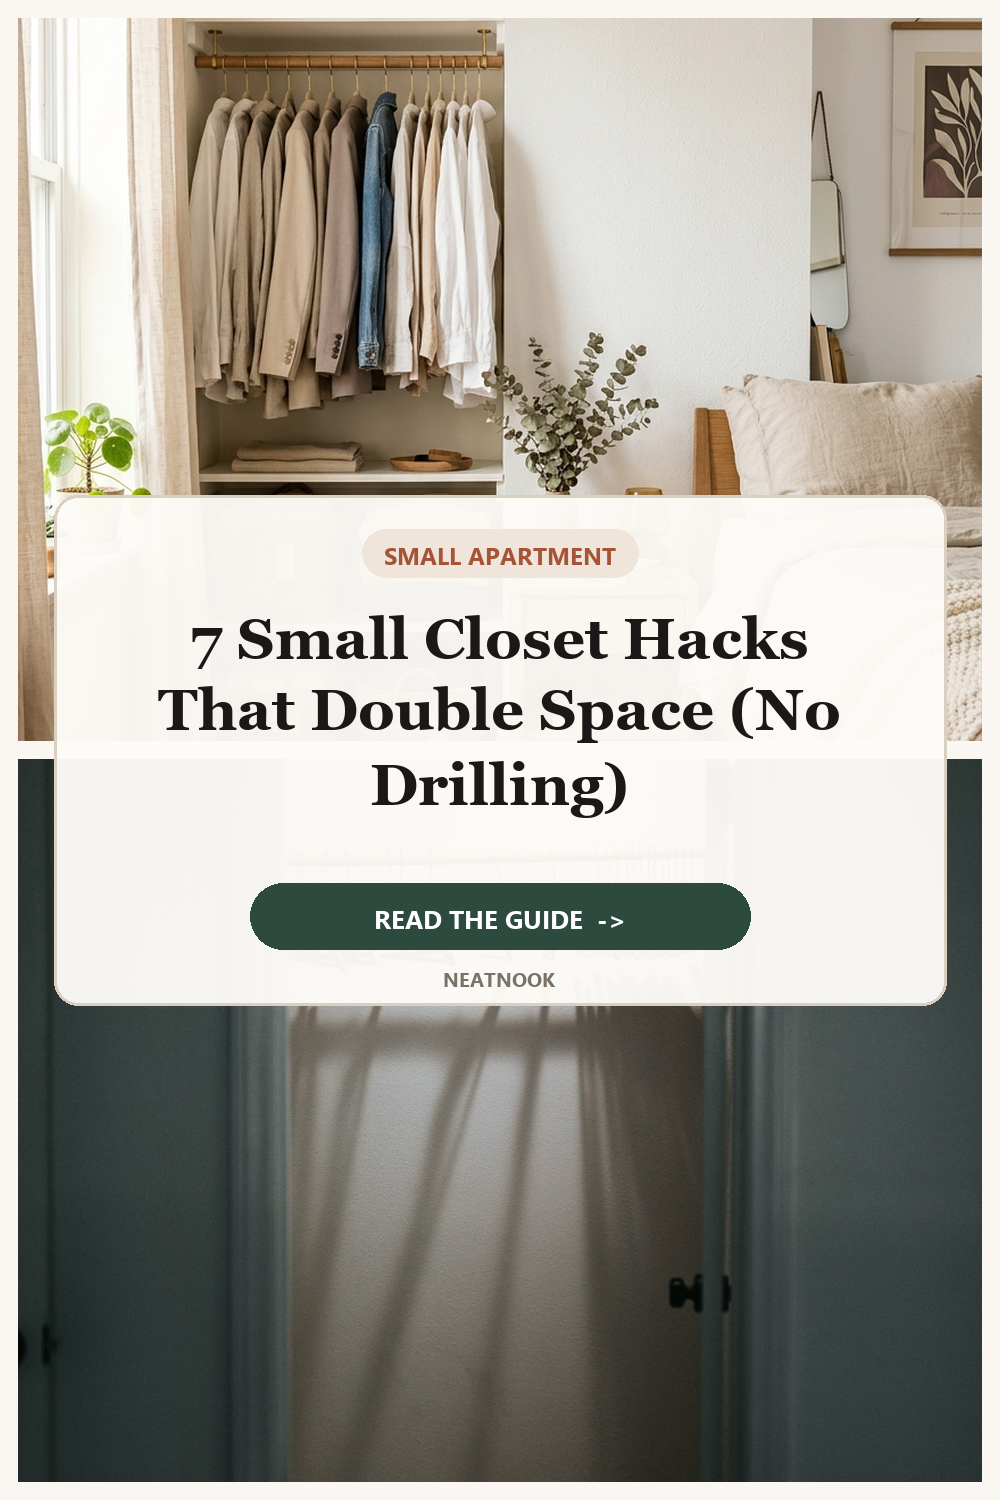 SMALL APARTMENT
7 Small Closet Hacks
That Double Space (No
Drilling)
READ THE GUIDE ->
NEATNOOK